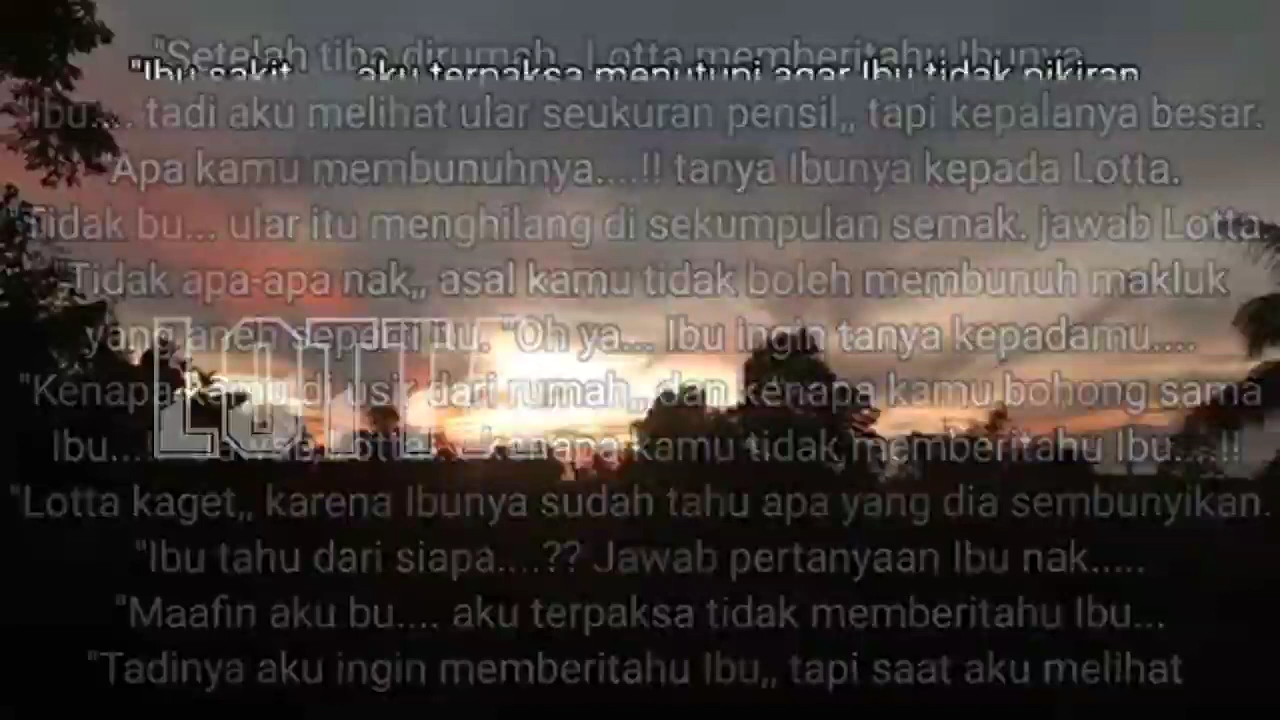 "Setelah tiba dirumah,, Lotta memberitahu Ibunya
"Ibu sakit.... aku terpaksa menutupi agar Ibu tidak pikiran
Ibu.... tadi aku melihat ular seukuran pensil,, tapi kepalanya besar.
"Apa kamu membunuhnya....!! tanya Ibunya kepada Lotta.
"Tidak bu... ular itu menghilang di sekumpulan semak. jawab Lotta
Tidak apa-apa nak,, asal kamu tidak boleh membunuh makluk
yang aneh seperti itu. "Oh ya... Ibu ingin tanya kepadamu....
LOTT
"Kenapa kamu di usir dari rumah,, dan kenapa kamu bohong sama
Ibu.... kenapa kamu tidak memberitahu Ibu....!!
"Lotta kaget,, karena Ibunya sudah tahu apa yang dia sembunyikan.
"Ibu tahu dari siapa....?? Jawab pertanyaan Ibu nak.....
"Maafin aku bu.... aku terpaksa tidak memberitahu Ibu...
"Tadinya aku ingin memberitahu Ibu,, tapi saat aku melihat